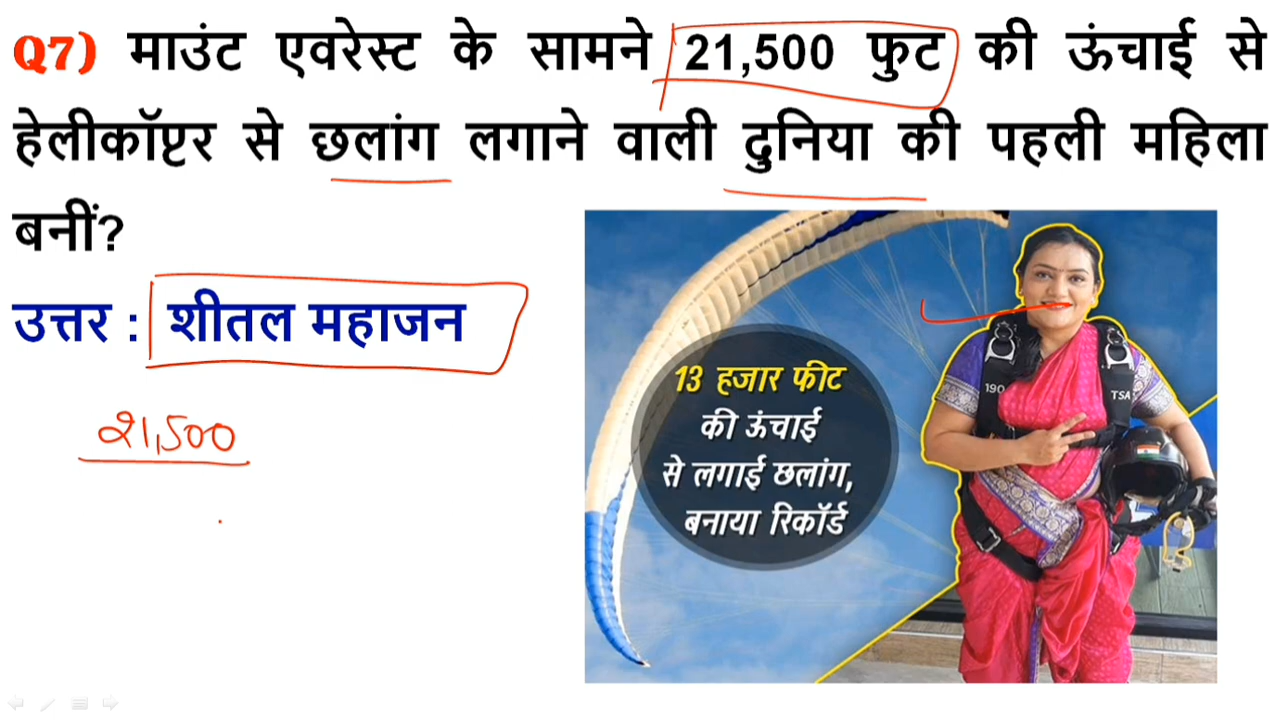 Q7) माउंट एवरेस्ट के सामने 21,500 फुट की ऊंचाई से
हेलीकॉप्टर से छलांग लगाने वाली दुनिया की पहली महिला
बनीं?
उत्तर : शीतल महाजन
21,500
13 हजार फीट
की ऊंचाई
से लगाई छलांग,
बनाया रिकॉर्ड
190
TSA